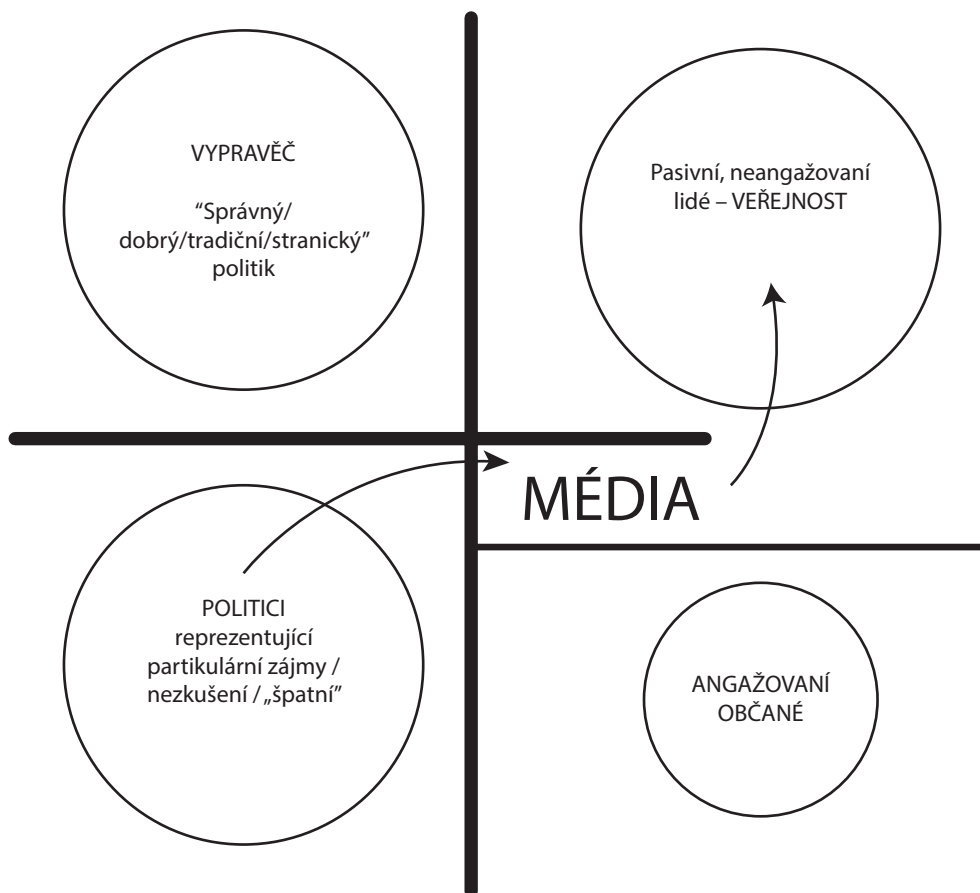 VYPRAVĚČ
“Správný/
dobrý/tradiční/stranický”
politik
Pasivní, neangažovaní
lidé – VEŘEJNOST
MÉDIA
POLITICI
reprezentující
partikulární zájmy /
nezkušení /„špatní”
ANGAŽOVANÍ
OBČANÉ